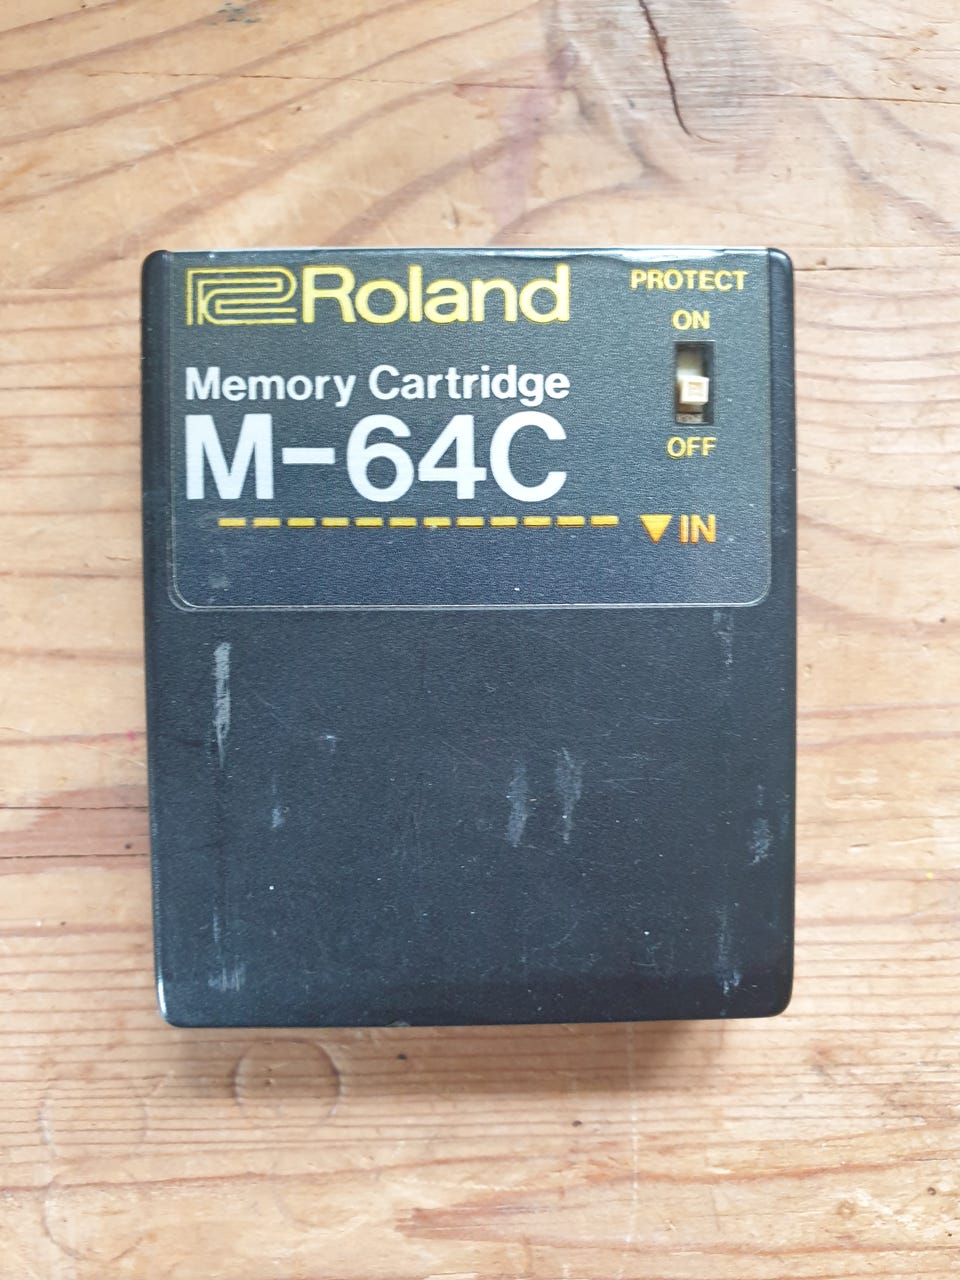 Roland
PROTECT
ON
OFF
Memory Cartridge
M-64C
▼IN